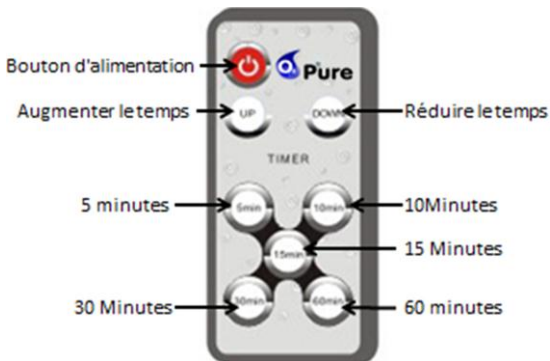 Bouton d'alimentation
O3 Pure
Augmenter le temps
UP
DOWN
Réduire le temps
TIMER
5 minutes
5min
10min
10Minutes
15min
15 Minutes
30 Minutes
30min
60min
60 minutes